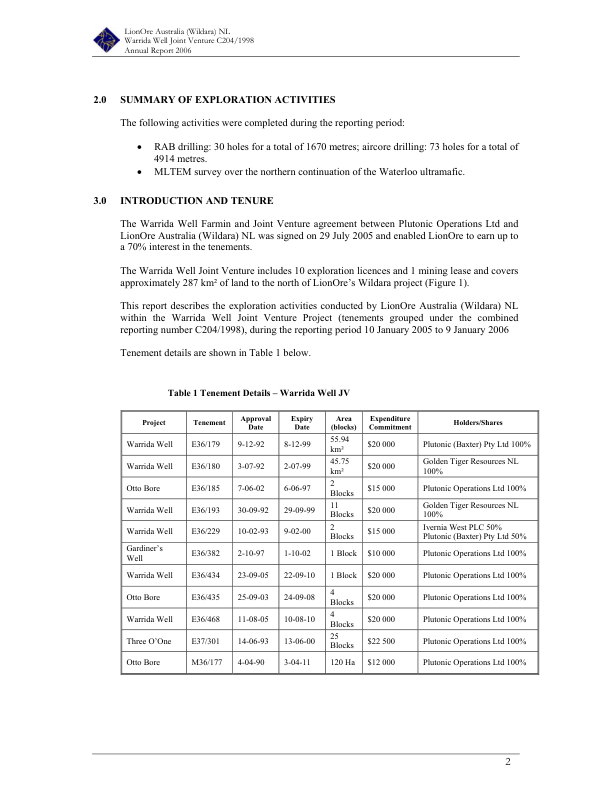 LionOre Australia (Wildara) NL
Warrida Well Joint Venture C204/1998
Annual Report 2006
2.0 SUMMARY OF EXPLORATION ACTIVITIES
The following activities were completed during the reporting period:
• RAB drilling: 30 holes for a total of 1670 metres; aircore drilling: 73 holes for a total of
4914 metres.
• MLTEM survey over the northern continuation of the Waterloo ultramafic.
3.0 INTRODUCTION AND TENURE
The Warrida Well Farmin and Joint Venture agreement between Plutonic Operations Ltd and
LionOre Australia (Wildara) NL was signed on 29 July 2005 and enabled LionOre to earn up to
a 70% interest in the tenements.
The Warrida Well Joint Venture includes 10 exploration licences and 1 mining lease and covers
approximately 287 km² of land to the north of LionOre's Wildara project (Figure 1).
This report describes the exploration activities conducted by LionOre Australia (Wildara) NL
within the Warrida Well Joint Venture Project (tenements grouped under the combined
reporting number C204/1998), during the reporting period 10 January 2005 to 9 January 2006
Tenement details are shown in Table 1 below.
Table 1 Tenement Details – Warrida Well JV
Project Tenement Approval Date Expiry Date Area (blocks) Expenditure Commitment Holders/Shares
Warrida Well E36/179 9-12-92 8-12-99 55.94 km² $20 000 Plutonic (Baxter) Pty Ltd 100%
Warrida Well E36/180 3-07-92 2-07-99 45.75 km² $20 000 Golden Tiger Resources NL 100%
Otto Bore E36/185 7-06-02 6-06-97 2 Blocks $15 000 Plutonic Operations Ltd 100%
Warrida Well E36/193 30-09-92 29-09-99 11 Blocks $20 000 Golden Tiger Resources NL 100%
Warrida Well E36/229 10-02-93 9-02-00 2 Blocks $15 000 Ivernia West PLC 50% Plutonic (Baxter) Pty Ltd 50%
Gardiner's Well E36/382 2-10-97 1-10-02 1 Block $10 000 Plutonic Operations Ltd 100%
Warrida Well E36/434 23-09-05 22-09-10 1 Block $20 000 Plutonic Operations Ltd 100%
Otto Bore E36/435 25-09-03 24-09-08 4 Blocks $20 000 Plutonic Operations Ltd 100%
Warrida Well E36/468 11-08-05 10-08-10 4 Blocks $20 000 Plutonic Operations Ltd 100%
Three O'One E37/301 14-06-93 13-06-00 25 Blocks $22 500 Plutonic Operations Ltd 100%
Otto Bore M36/177 4-04-90 3-04-11 120 Ha $12 000 Plutonic Operations Ltd 100%
2